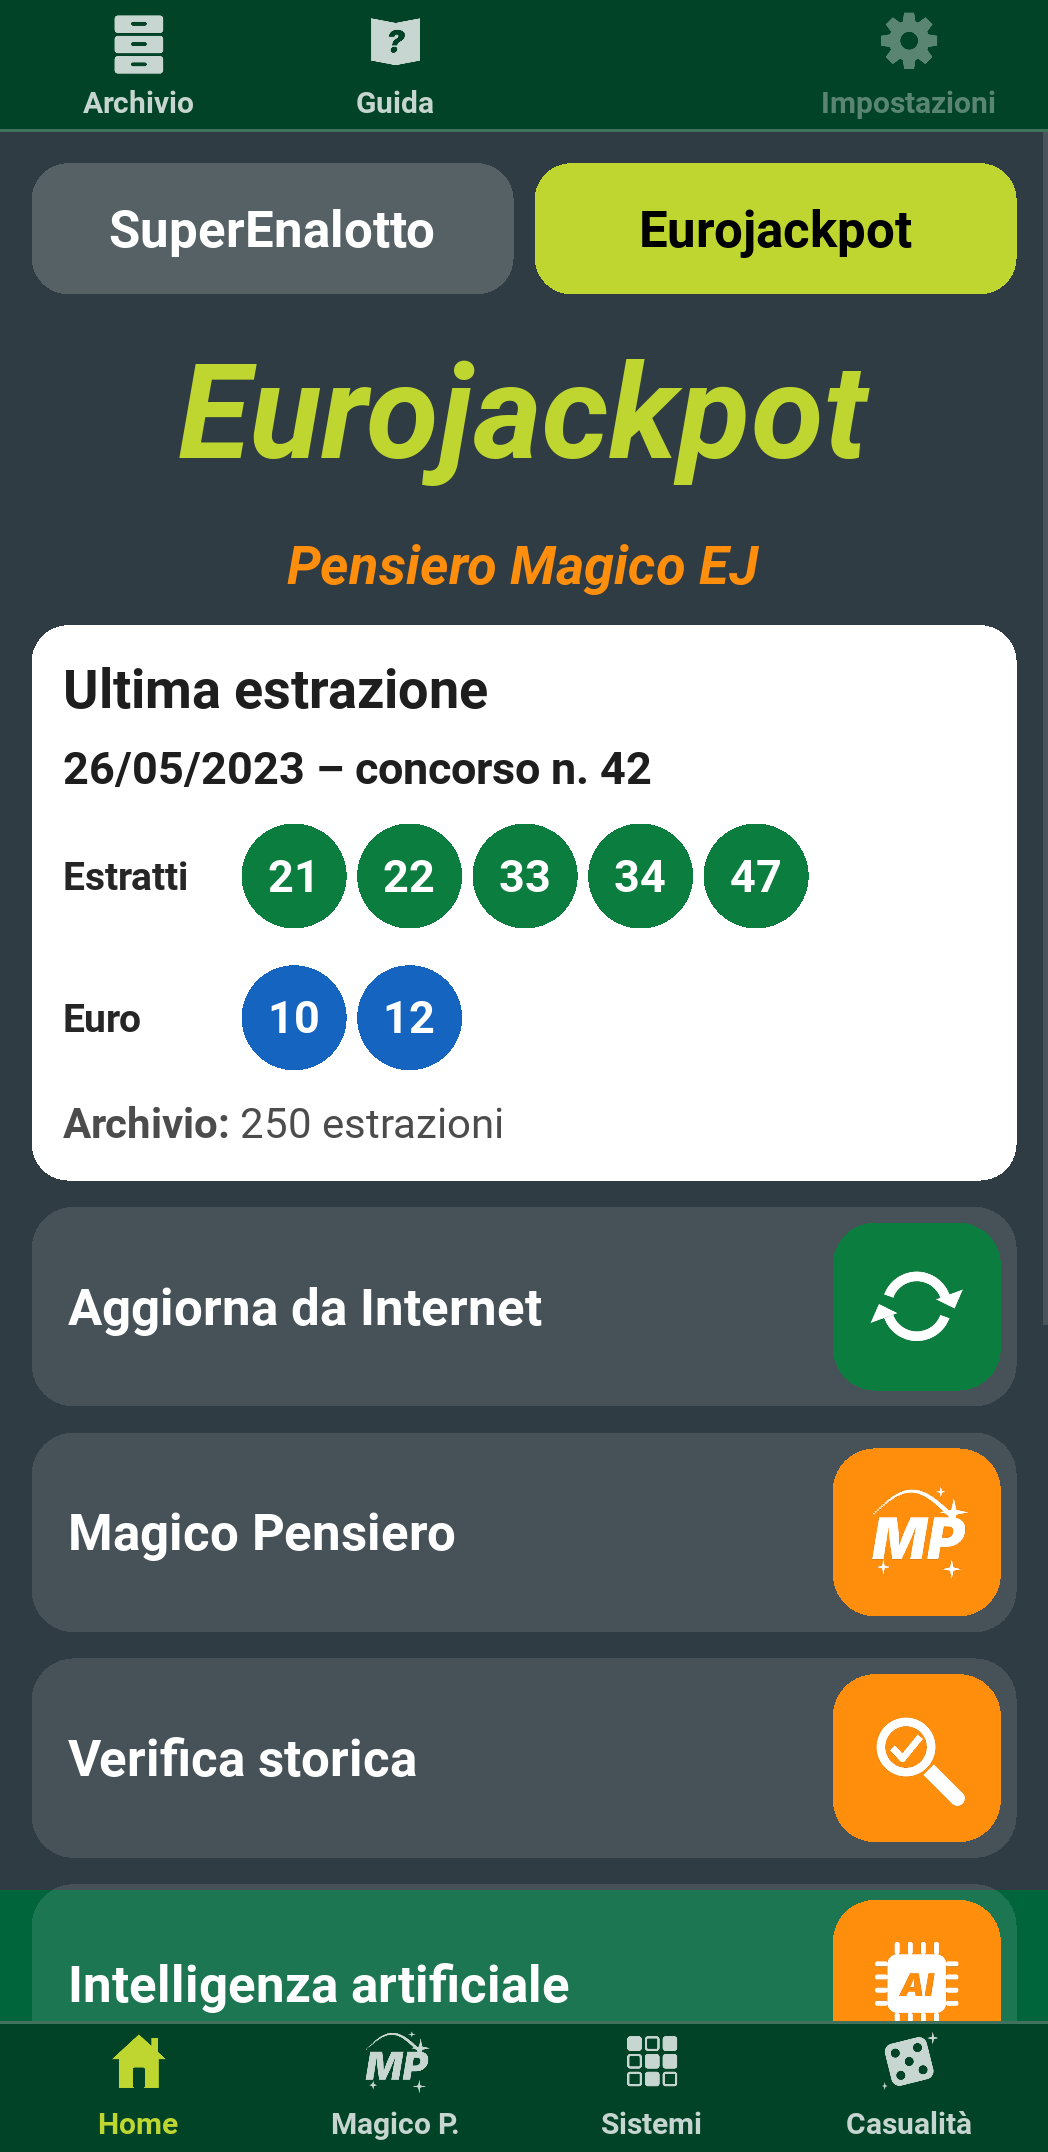 Archivio
Guida
Impostazioni
SuperEnalotto
Eurojackpot
Eurojackpot
Pensiero Magico EJ
Ultima estrazione
26/05/2023 – concorso n. 42
Estratti 21 22 33 34 47
Euro 10 12
Archivio: 250 estrazioni
Aggiorna da Internet
Magico Pensiero
MP
Verifica storica
Intelligenza artificiale
AI
Home
MP
Magico P.
Sistemi
Casualità